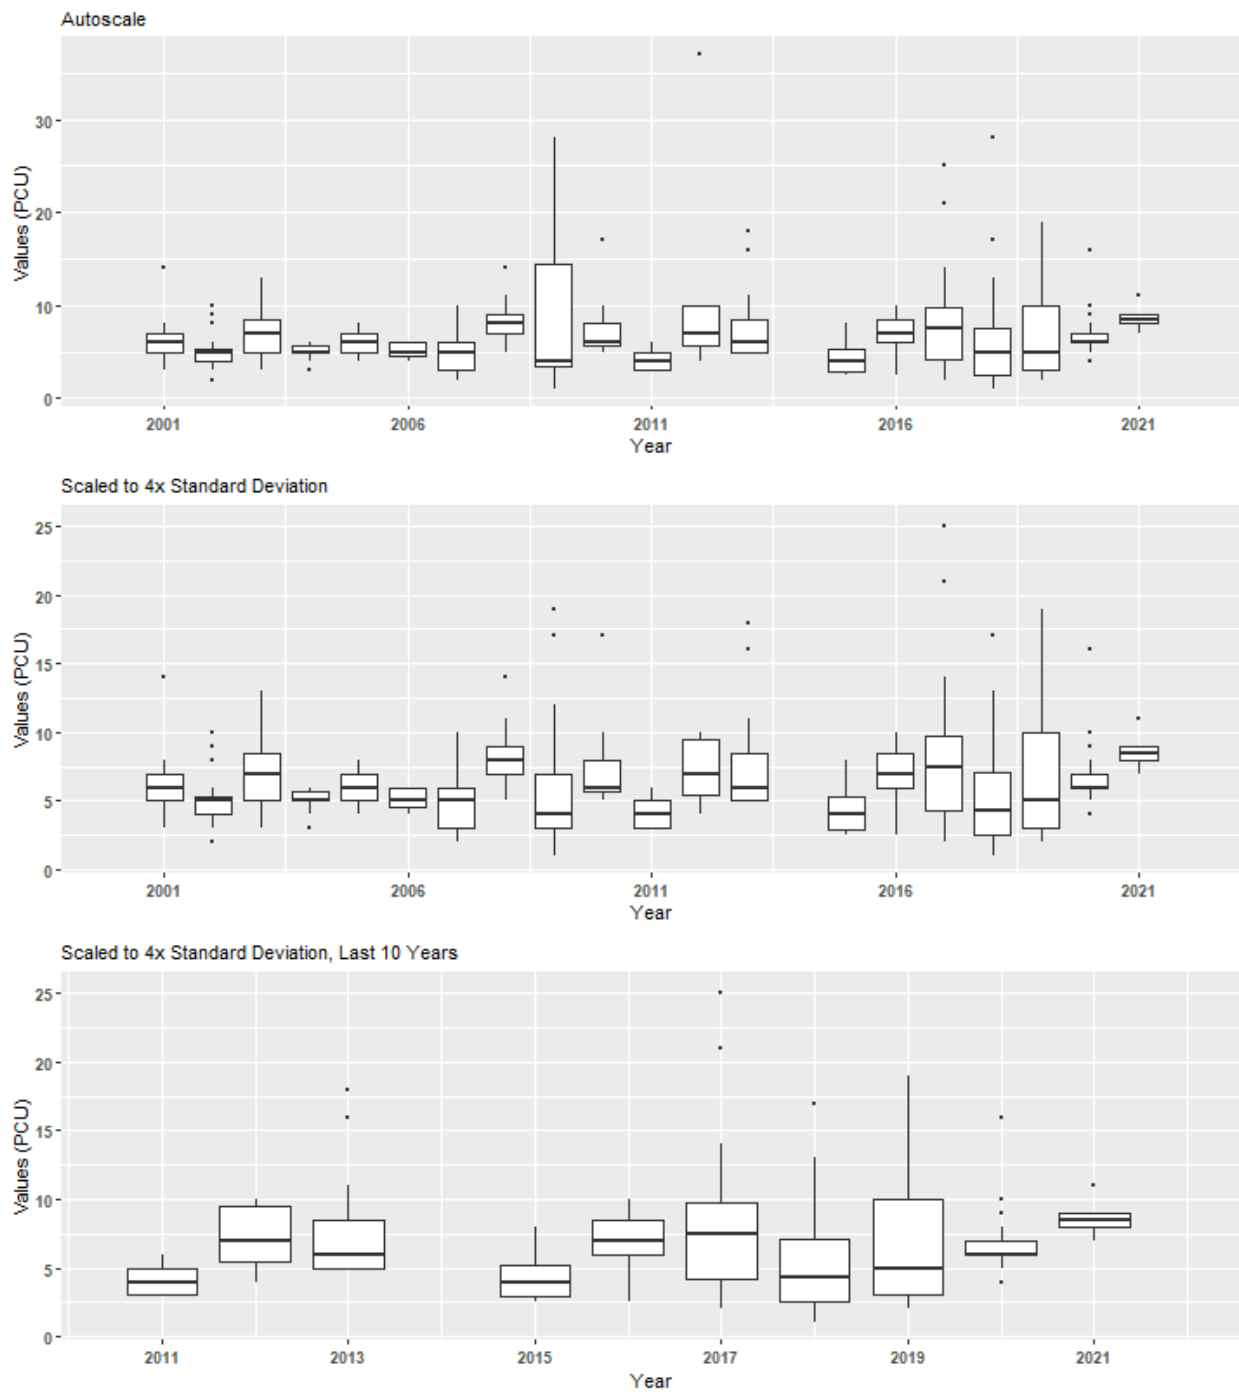 Autoscale
Values (PCU)
30
20
10
0
2001 2006 2011 2016 2021
Year
Scaled to 4x Standard Deviation
Values (PCU)
25
20
15
10
5
0
2001 2006 2011 2016 2021
Year
Scaled to 4x Standard Deviation, Last 10 Years
Values (PCU)
25
20
15
10
5
0
2011 2013 2015 2017 2019 2021
Year